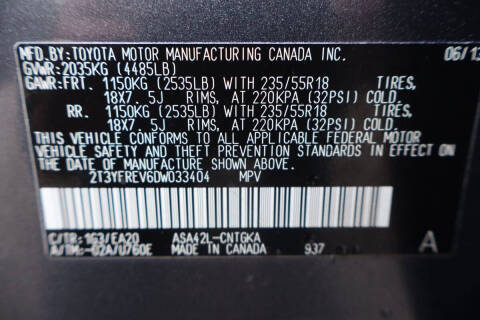 MFD.BY:TOYOTA MOTOR MANUFACTURING CANADA INC. 06/13
GVWR:2035KG (4485LB)
GAWR:FRT. 1150KG (2535LB) WITH 235/55R18 TIRES,
18X7. 5J RIMS, AT 220KPA (32PSI) COLD
RR. 1150KG (2535LB) WITH 235/55R18 TIRES,
18X7. 5J RIMS, AT 220KPA (32PSI) COLD
THIS VEHICLE CONFORMS TO ALL APPLICABLE FEDERAL MOTOR
VEHICLE SAFETY AND THEFT PREVENTION STANDARDS IN EFFECT ON
THE DATE OF MANUFACTURE SHOWN ABOVE.
2T3YFREV6DW033404 MPV
C/TR:1G3/EA20 ASA42L-CNTGKA A
A/TM:-02A/U760E MADE IN CANADA 937